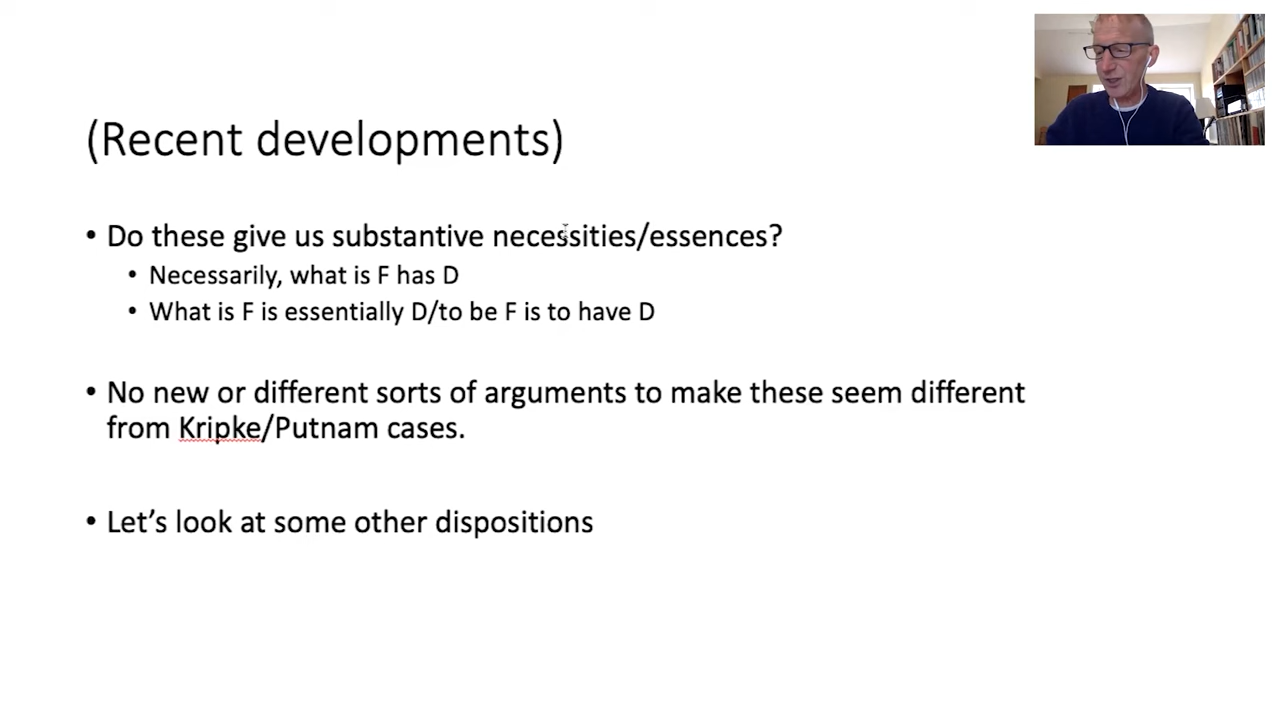 (Recent developments)
• Do these give us substantive necessities/essences?
• Necessarily, what is F has D
• What is F is essentially D/to be F is to have D
• No new or different sorts of arguments to make these seem different
from Kripke/Putnam cases.
• Let’s look at some other dispositions